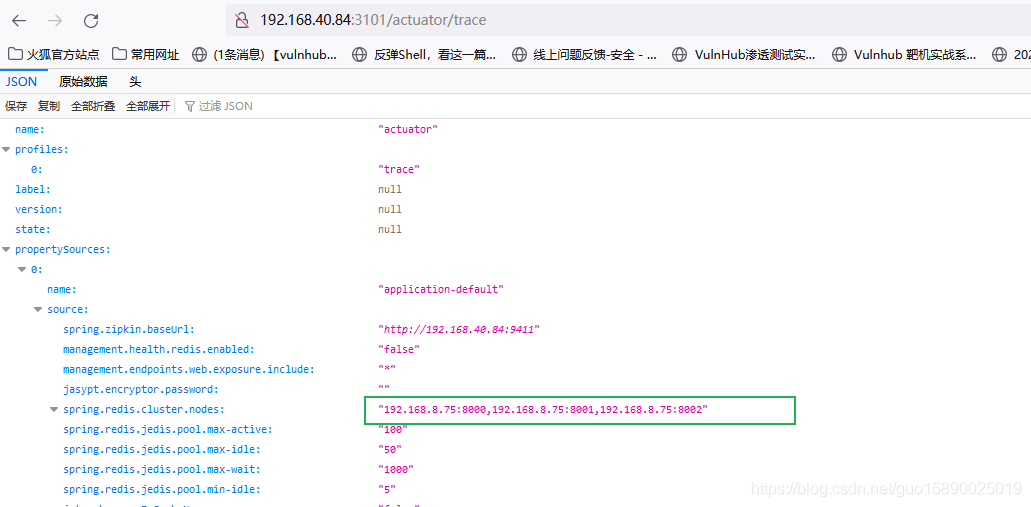 192.168.40.84:3101/actuator/trace
火狐官方站点 常用网址 (1条消息) 【vulnhub... 反弹Shell，看这一篇... 线上问题反馈-安全 - ... VulnHub渗透测试实... Vulnhub 靶机实战系... 202
JSON 原始数据 头
保存 复制 全部折叠 全部展开 过滤 JSON
name: "actuator"
profiles:
0: "trace"
label: null
version: null
state: null
propertySources:
0:
name: "application-default"
source:
spring.zipkin.baseUrl: "http://192.168.40.84:9411"
management.health.redis.enabled: "false"
management.endpoints.web.exposure.include: "*"
jasypt.encryptor.password: ""
spring.redis.cluster.nodes: "192.168.8.75:8000,192.168.8.75:8001,192.168.8.75:8002"
spring.redis.jedis.pool.max-active: "100"
spring.redis.jedis.pool.max-idle: "50"
spring.redis.jedis.pool.max-wait: "1000"
spring.redis.jedis.pool.min-idle: "5"
https://blog.csdn.net/guo15890025019